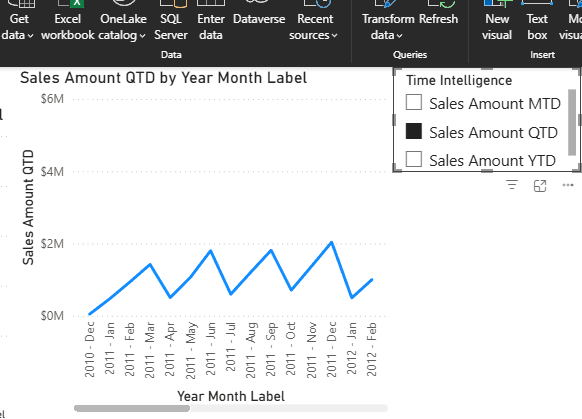 Get data
Excel workbook
OneLake catalog
SQL Server
Enter data
Dataverse
Recent sources
Transform data
Refresh
New visual
Text box
Data
Queries
Insert
Sales Amount QTD by Year Month Label
$6M
$4M
$2M
$0M
Sales Amount QTD
2010 - Dec
2011 - Jan
2011 - Feb
2011 - Mar
2011 - Apr
2011 - May
2011 - Jun
2011 - Jul
2011 - Aug
2011 - Sep
2011 - Oct
2011 - Nov
2011 - Dec
2012 - Jan
2012 - Feb
Year Month Label
Time Intelligence
Sales Amount MTD
Sales Amount QTD
Sales Amount YTD